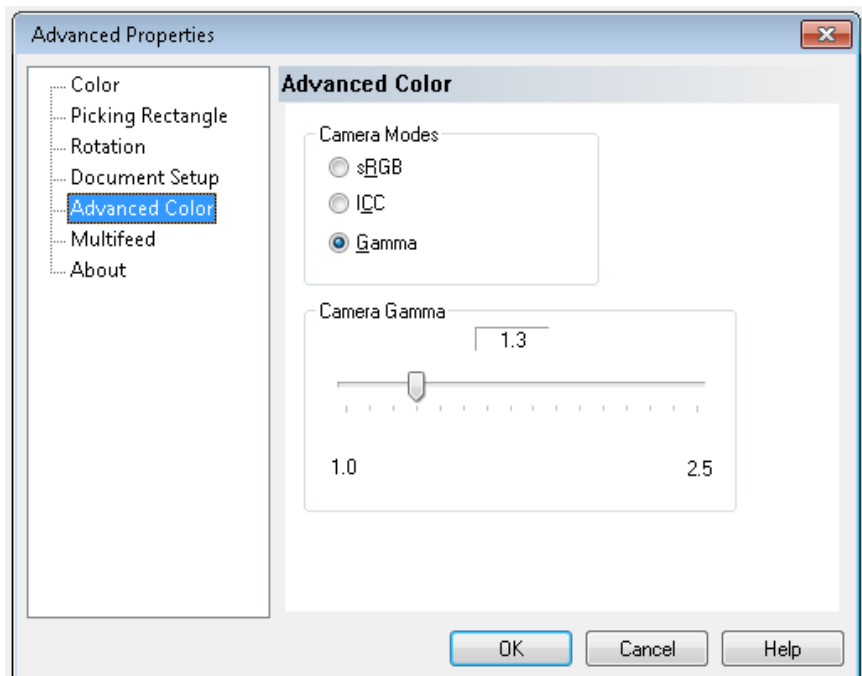 Advanced Properties
Color
Picking Rectangle
Rotation
Document Setup
Advanced Color
Multifeed
About
Advanced Color
Camera Modes
sRGB
ICC
Gamma
Camera Gamma
1.3
1.0 2.5
OK Cancel Help